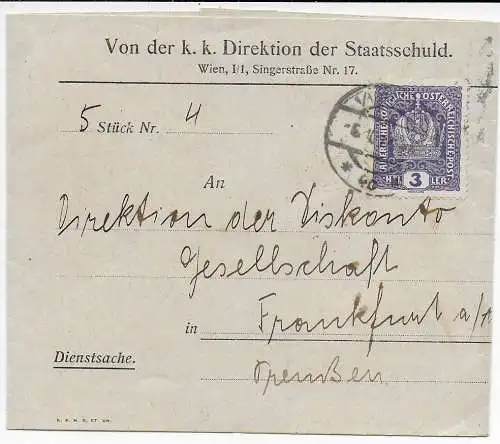 Von der k. k. Direktion der Staatsschuld.
Wien, I/1, Singerstraße Nr. 17.
5 Stück Nr. 4
KAISERLICHE KÖNIGLICHE ÖSTERREICHISCHE POST
HELLER
3
An
Direktion der Diskonto
Gesellschaft
in Frankfurt a/M
Dienstsache.
Preußen